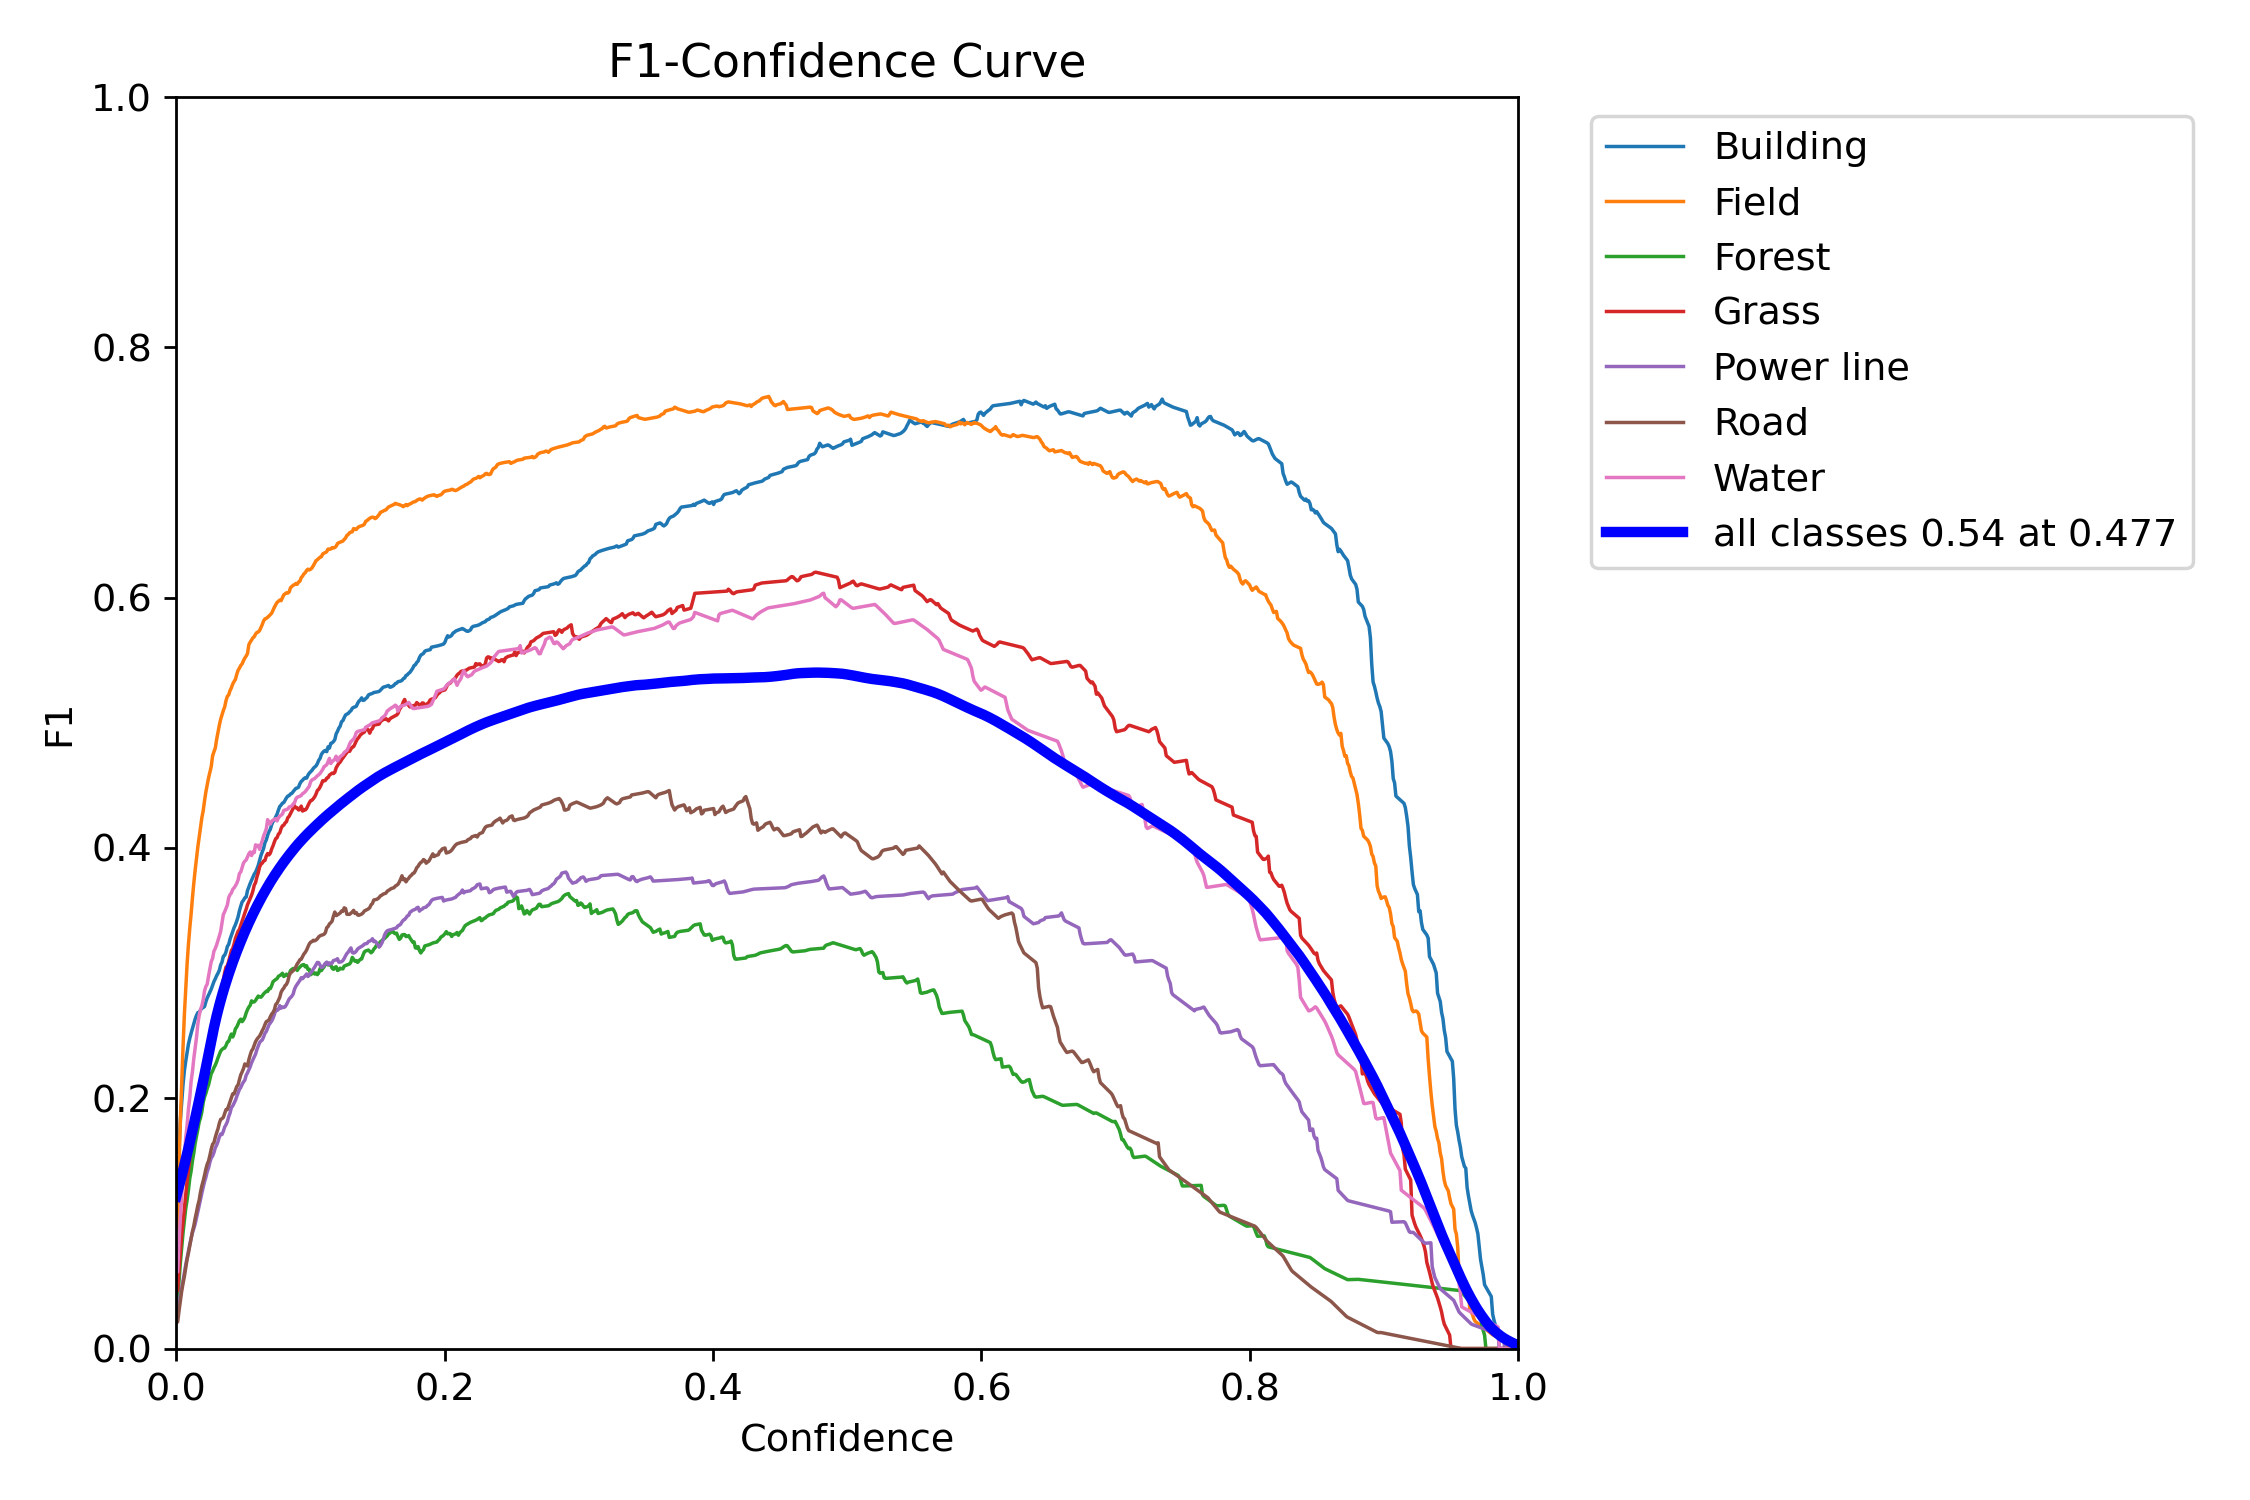 F1-Confidence Curve
1.0
0.8
0.6
0.4
0.2
0.0
F1
0.0 0.2 0.4 0.6 0.8 1.0
Confidence
Building
Field
Forest
Grass
Power line
Road
Water
all classes 0.54 at 0.477